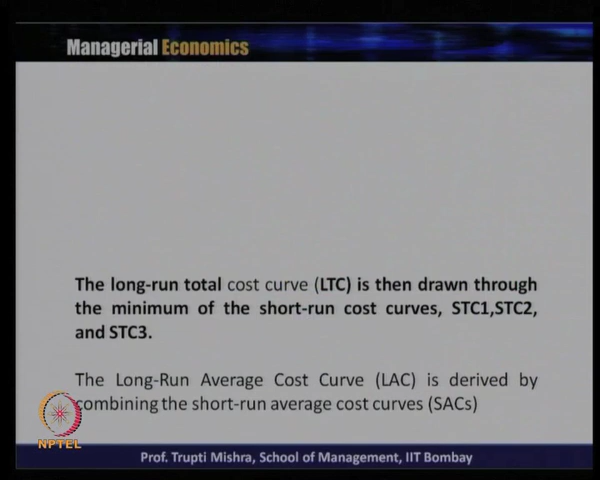 Managerial Economics
The long-run total cost curve (LTC) is then drawn through
the minimum of the short-run cost curves, STC1,STC2,
and STC3.
The Long-Run Average Cost Curve (LAC) is derived by
combining the short-run average cost curves (SACs)
NPTEL
Prof. Trupti Mishra, School of Management, IIT Bombay